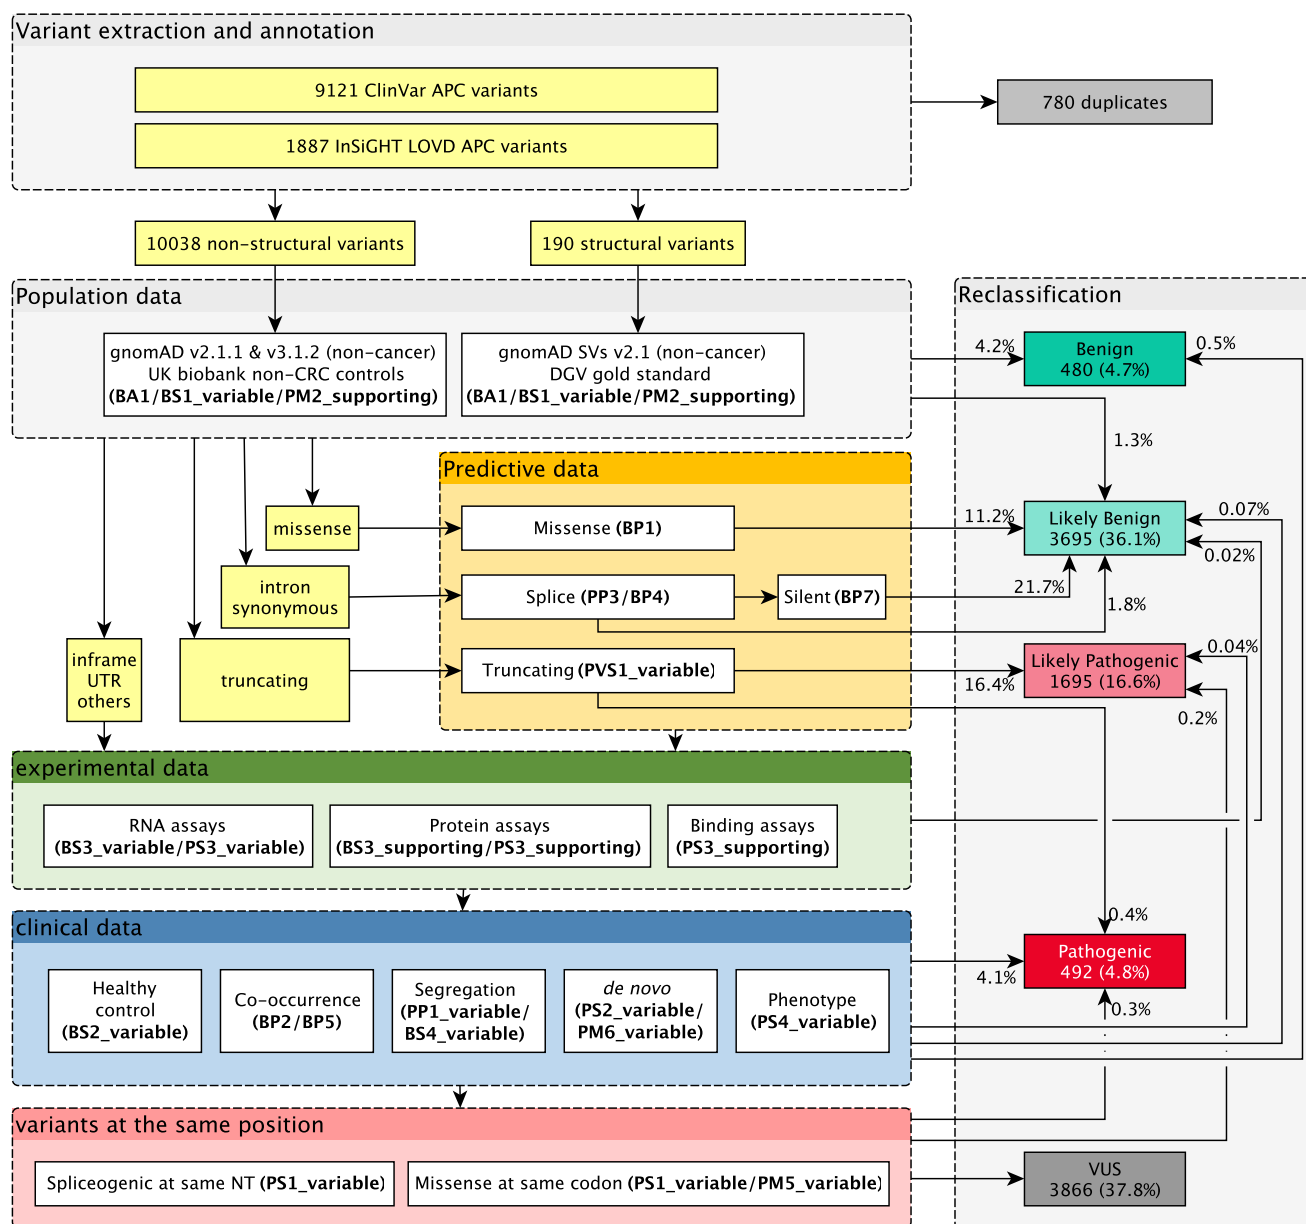 Variant extraction and annotation
9121 ClinVar APC variants
1887 InSiGHT LOVD APC variants
780 duplicates
10038 non-structural variants
190 structural variants
Population data
gnomAD v2.1.1 & v3.1.2 (non-cancer)
UK biobank non-CRC controls
(BA1/BS1_variable/PM2_supporting)
gnomAD SVs v2.1 (non-cancer)
DGV gold standard
(BA1/BS1_variable/PM2_supporting)
Reclassification
4.2%
Benign
480 (4.7%)
0.5%
1.3%
Predictive data
missense
Missense (BP1)
11.2%
Likely Benign
3695 (36.1%)
0.07%
0.02%
intron
synonymous
Splice (PP3/BP4)
Silent (BP7)
21.7%
1.8%
inframe
UTR
others
truncating
Truncating (PVS1_variable)
16.4%
Likely Pathogenic
1695 (16.6%)
0.04%
0.2%
experimental data
RNA assays
(BS3_variable/PS3_variable)
Protein assays
(BS3_supporting/PS3_supporting)
Binding assays
(PS3_supporting)
clinical data
Healthy
control
(BS2_variable)
Co-occurrence
(BP2/BP5)
Segregation
(PP1_variable/
BS4_variable)
de novo
(PS2_variable/
PM6_variable)
Phenotype
(PS4_variable)
0.4%
4.1%
Pathogenic
492 (4.8%)
0.3%
variants at the same position
Spliceogenic at same NT (PS1_variable)
Missense at same codon (PS1_variable/PM5_variable)
VUS
3866 (37.8%)